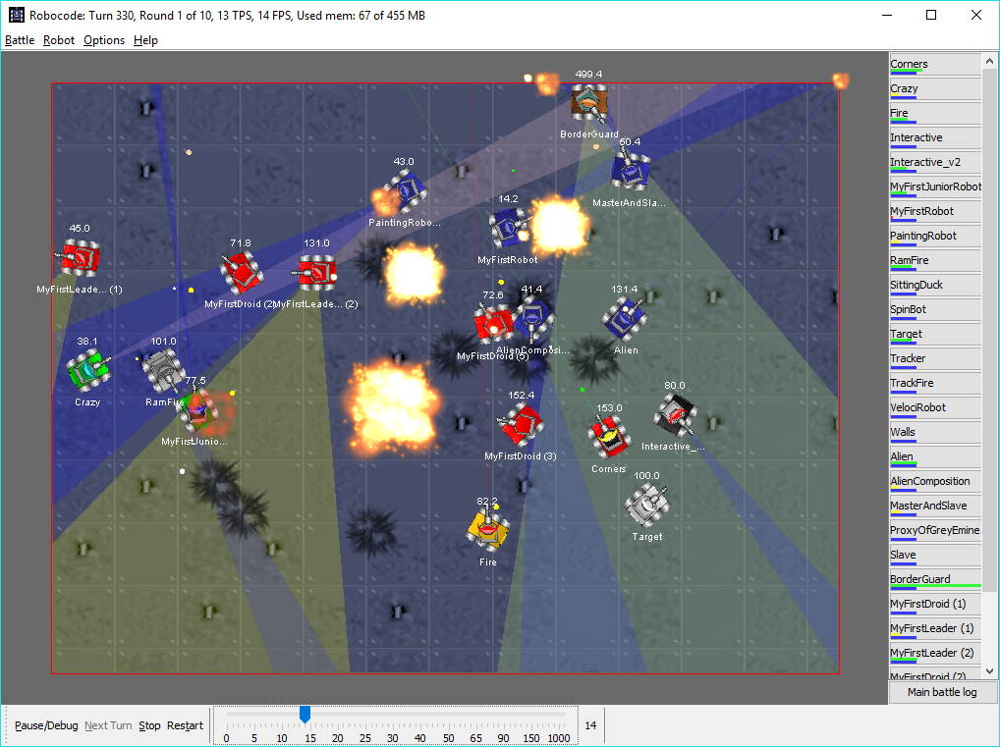 Robocode: Turn 330, Round 1 of 10, 13 TPS, 14 FPS, Used mem: 67 of 455 MB
Battle Robot Options Help
499.4
BorderGuard
50.4
MasterAndSla...
43.0
PaintingRobo...
14.2
MyFirstRobot
45.0
MyFirstLeade... (1)
71.8
MyFirstDroid (2)
131.0
MyFirstLeade... (2)
72.6
MyFirstDroid (5)
41.4
AlienComposi...
131.4
Alien
38.1
Crazy
101.0
RamFire
77.5
MyFirstJunio...
152.4
MyFirstDroid (3)
153.0
Corners
80.0
Interactive_...
100.0
Target
82.2
Fire
Corners
Crazy
Fire
Interactive
Interactive_v2
MyFirstJuniorRobot
MyFirstRobot
PaintingRobot
RamFire
SittingDuck
SpinBot
Target
Tracker
TrackFire
VelociRobot
Walls
Alien
AlienComposition
MasterAndSlave
ProxyOfGreyEmine
Slave
BorderGuard
MyFirstDroid (1)
MyFirstLeader (1)
MyFirstLeader (2)
MyFirstDroid (2)
Main battle log
Pause/Debug Next Turn Stop Restart
0 5 10 15 20 25 30 40 50 65 90 150 1000
14